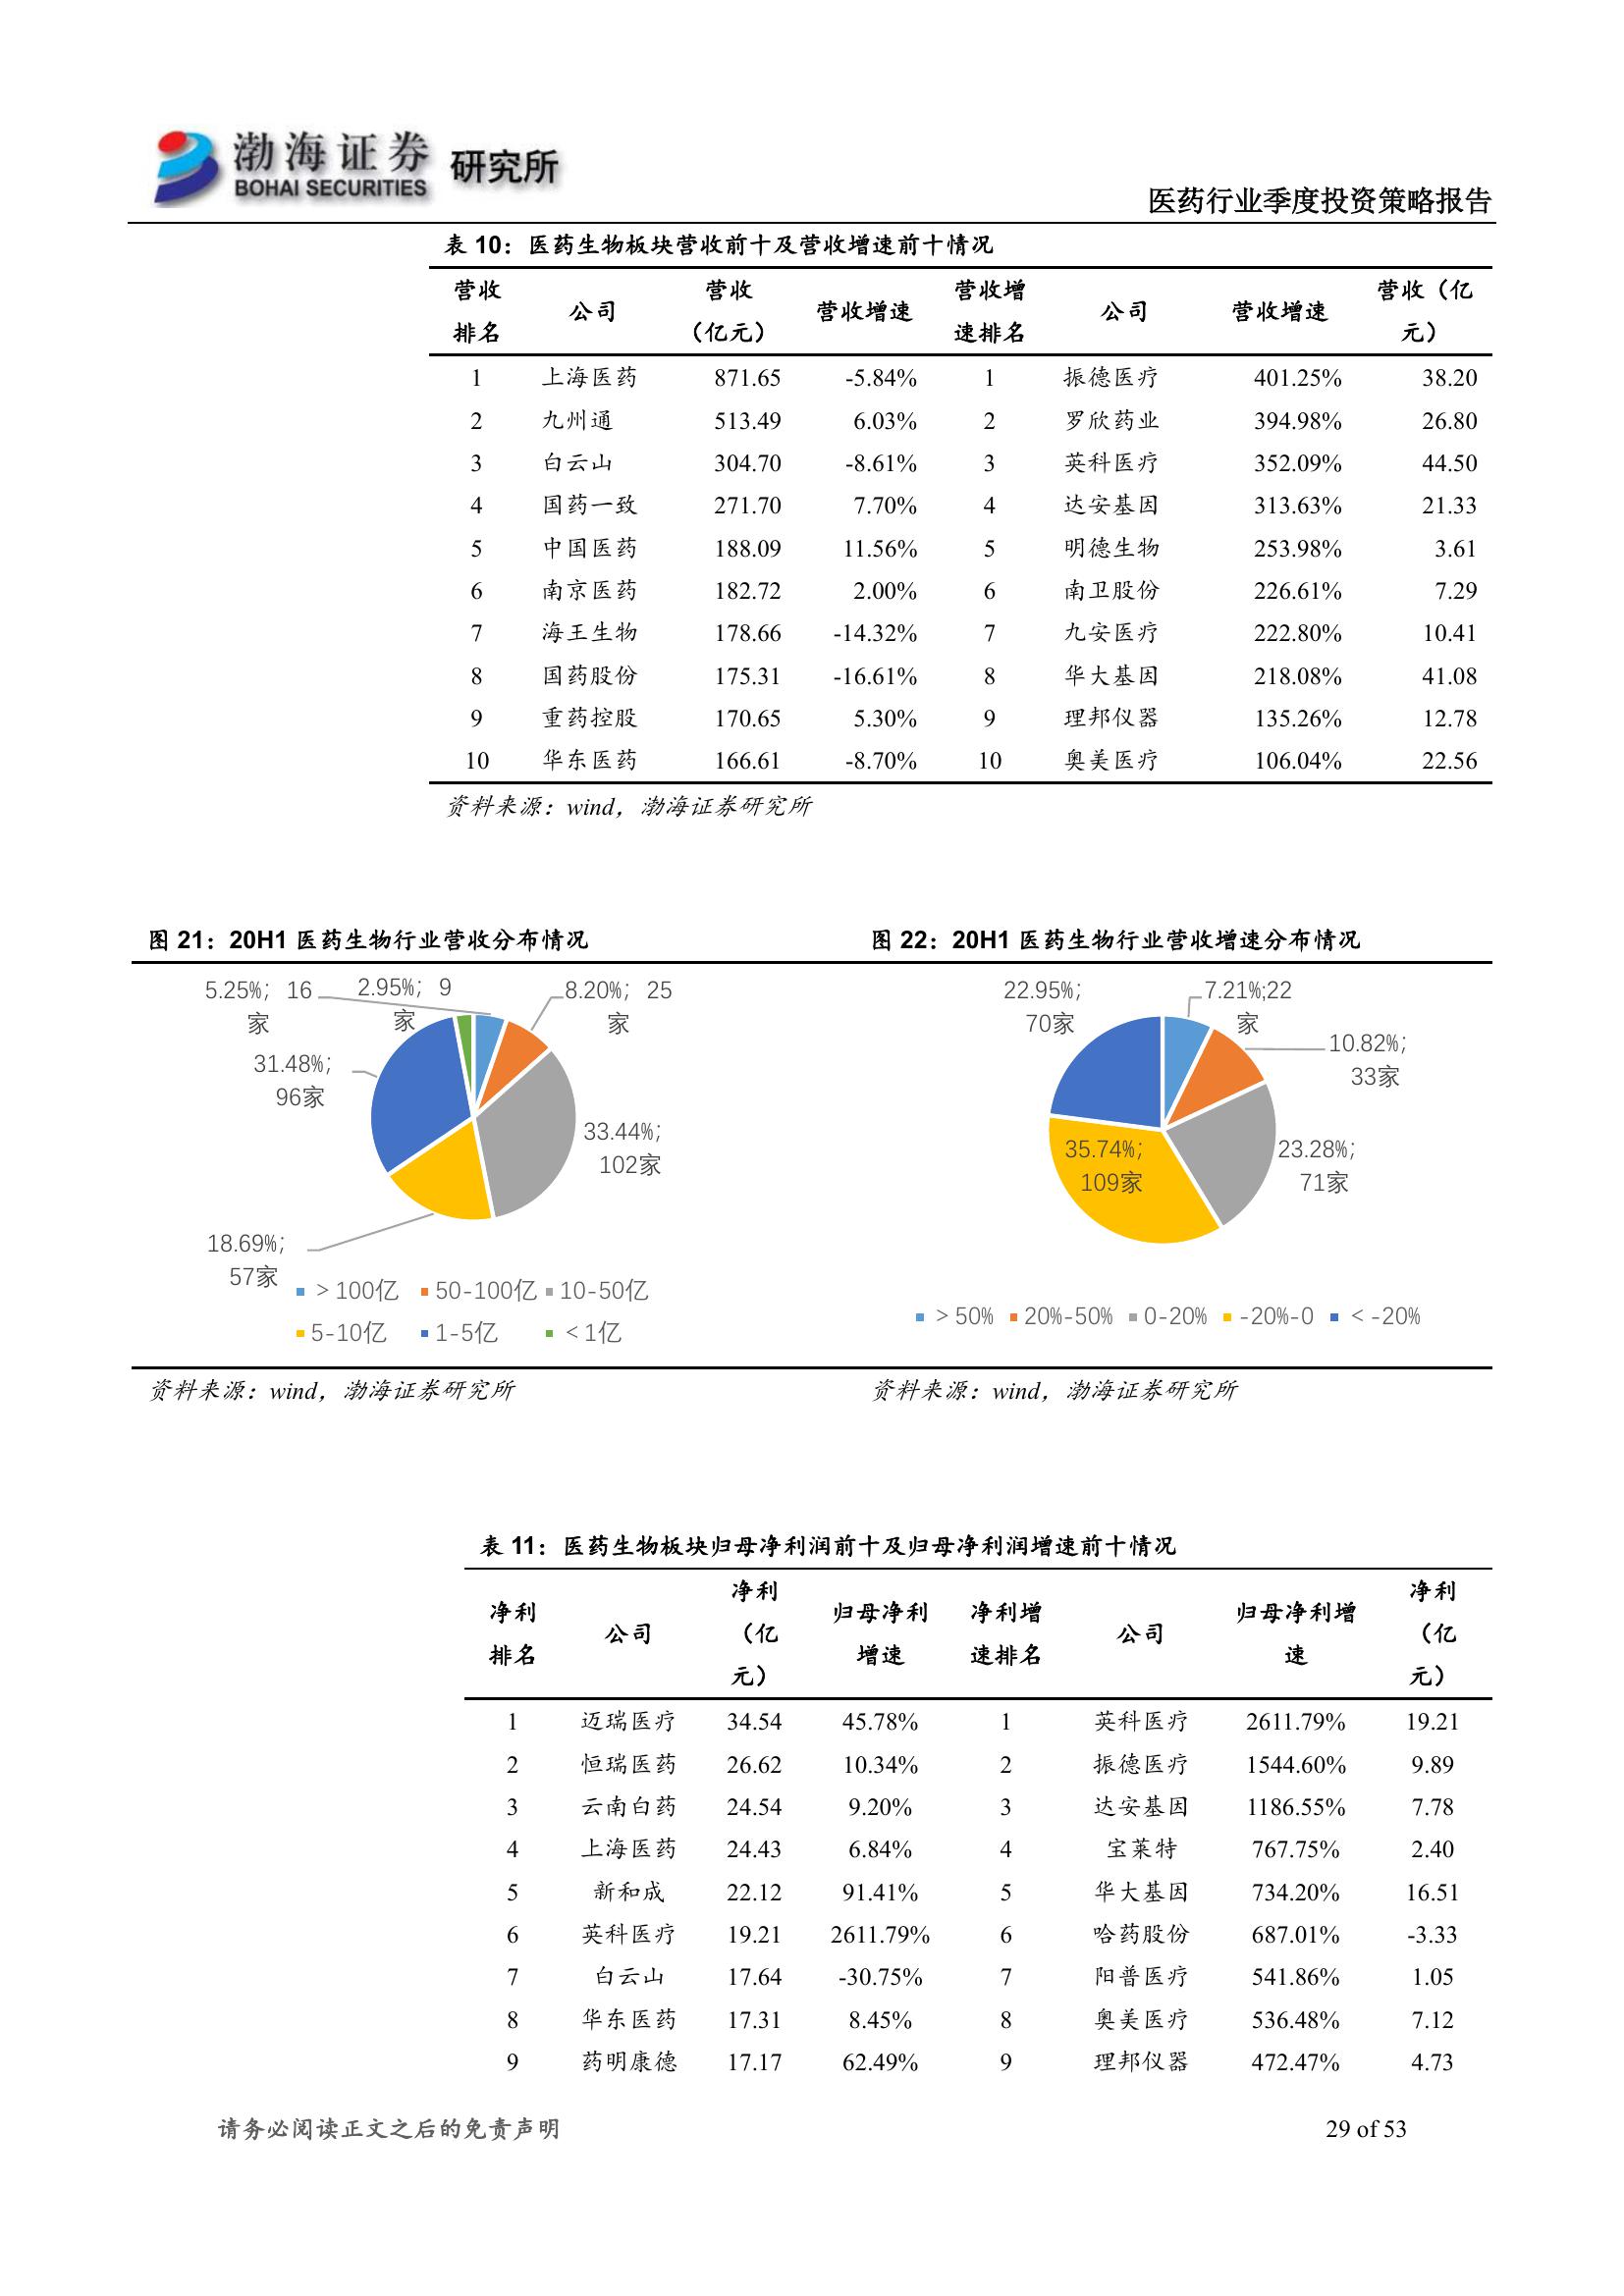 渤海证券 研究所
BOHAI SECURITIES
医药行业季度投资策略报告
表 10：医药生物板块营收前十及营收增速前十情况
营收排名 公司 营收（亿元） 营收增速 营收增速排名 公司 营收增速 营收（亿元）
1 上海医药 871.65 -5.84% 1 振德医疗 401.25% 38.20
2 九州通 513.49 6.03% 2 罗欣药业 394.98% 26.80
3 白云山 304.70 -8.61% 3 英科医疗 352.09% 44.50
4 国药一致 271.70 7.70% 4 达安基因 313.63% 21.33
5 中国医药 188.09 11.56% 5 明德生物 253.98% 3.61
6 南京医药 182.72 2.00% 6 南卫股份 226.61% 7.29
7 海王生物 178.66 -14.32% 7 九安医疗 222.80% 10.41
8 国药股份 175.31 -16.61% 8 华大基因 218.08% 41.08
9 重药控股 170.65 5.30% 9 理邦仪器 135.26% 12.78
10 华东医药 166.61 -8.70% 10 奥美医疗 106.04% 22.56
资料来源：wind，渤海证券研究所
图 21：20H1 医药生物行业营收分布情况
5.25%；16家
2.95%；9家
8.20%；25家
31.48%；96家
33.44%；102家
18.69%；57家
＞100亿 50-100亿 10-50亿
5-10亿 1-5亿 ＜1亿
资料来源：wind，渤海证券研究所
图 22：20H1 医药生物行业营收增速分布情况
22.95%；70家
7.21%;22家
10.82%；33家
35.74%；109家
23.28%；71家
＞50% 20%-50% 0-20% -20%-0 ＜-20%
资料来源：wind，渤海证券研究所
表 11：医药生物板块归母净利润前十及归母净利润增速前十情况
净利排名 公司 净利（亿元） 归母净利增速 净利增速排名 公司 归母净利增速 净利（亿元）
1 迈瑞医疗 34.54 45.78% 1 英科医疗 2611.79% 19.21
2 恒瑞医药 26.62 10.34% 2 振德医疗 1544.60% 9.89
3 云南白药 24.54 9.20% 3 达安基因 1186.55% 7.78
4 上海医药 24.43 6.84% 4 宝莱特 767.75% 2.40
5 新和成 22.12 91.41% 5 华大基因 734.20% 16.51
6 英科医疗 19.21 2611.79% 6 哈药股份 687.01% -3.33
7 白云山 17.64 -30.75% 7 阳普医疗 541.86% 1.05
8 华东医药 17.31 8.45% 8 奥美医疗 536.48% 7.12
9 药明康德 17.17 62.49% 9 理邦仪器 472.47% 4.73
请务必阅读正文之后的免责声明
29 of 53